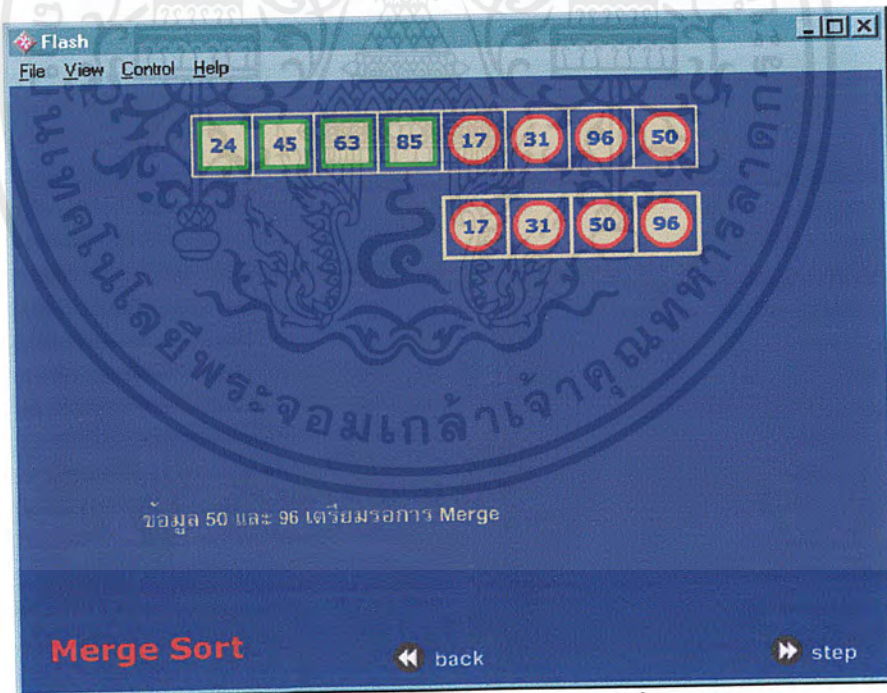 Flash
File View Control Help
24 45 63 85 17 31 96 50
17 31 50 96
ข้อมูล 50 และ 96 เตรียมรอการ Merge
Merge Sort
back
step